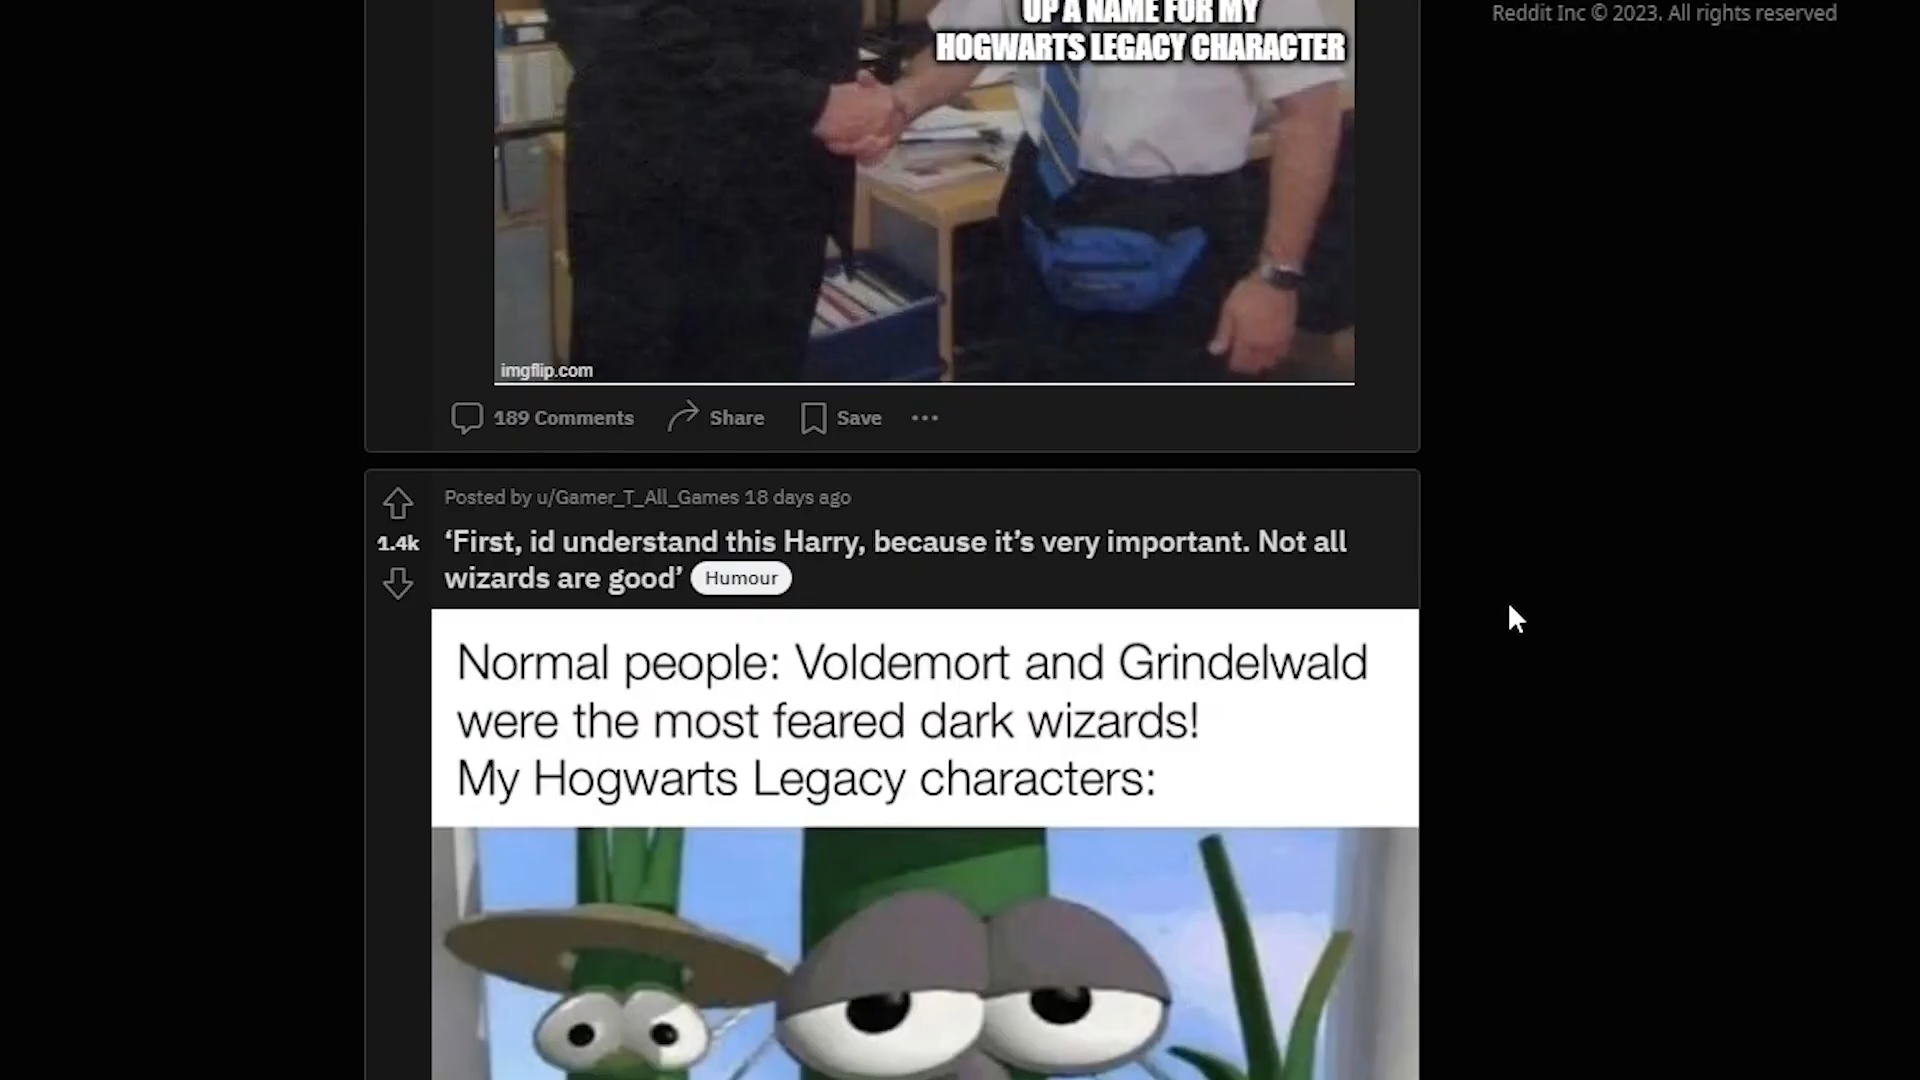 Reddit Inc © 2023. All rights reserved
UP A NAME FOR MY
HOGWARTS LEGACY CHARACTER
imgflip.com
189 Comments Share Save
Posted by u/Gamer_T_All_Games 18 days ago
1.4k
‘First, id understand this Harry, because it’s very important. Not all
wizards are good’ Humour
Normal people: Voldemort and Grindelwald
were the most feared dark wizards!
My Hogwarts Legacy characters: